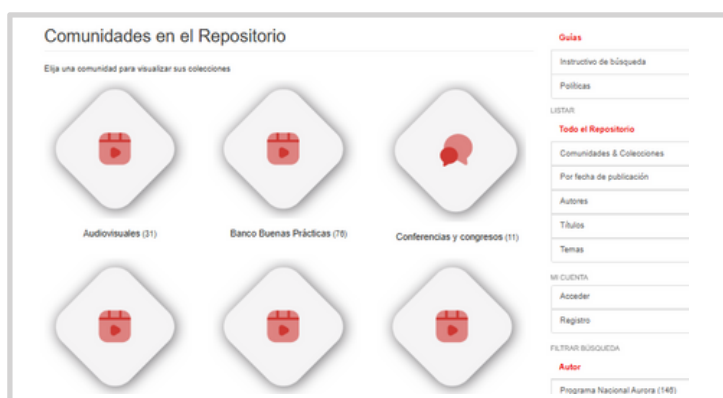 Comunidades en el Repositorio
Elija una comunidad para visualizar sus colecciones
Audiovisuales (31)
Banco Buenas Prácticas (78)
Conferencias y congresos (11)
Guías
Instructivo de búsqueda
Políticas
LISTAR
Todo el Repositorio
Comunidades & Colecciones
Por fecha de publicación
Autores
Títulos
Temas
MI CUENTA
Acceder
Registro
FILTRAR BÚSQUEDA
Autor
Programa Nacional Aurora (146)